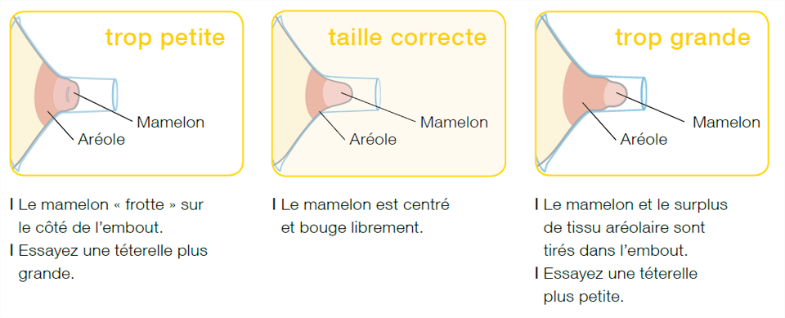 trop petite
Mamelon
Aréole
I Le mamelon « frotte » sur
le côté de l'embout.
I Essayez une téterelle plus
grande.
taille correcte
Mamelon
Aréole
I Le mamelon est centré
et bouge librement.
trop grande
Mamelon
Aréole
I Le mamelon et le surplus
de tissu aréolaire sont
tirés dans l'embout.
I Essayez une téterelle
plus petite.